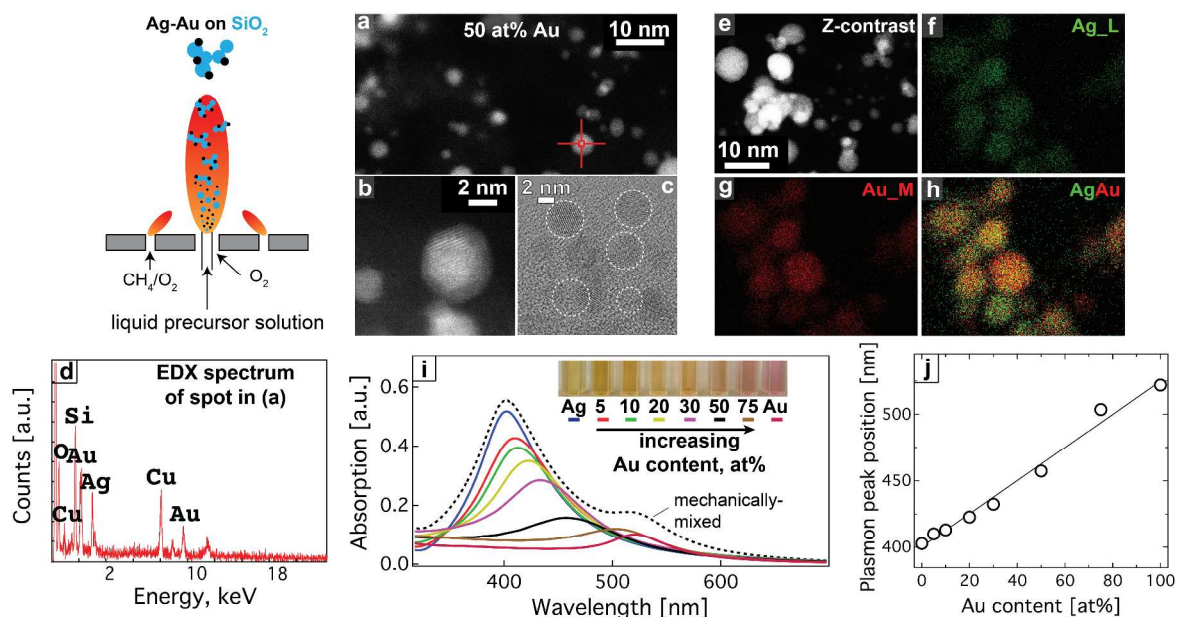 Ag-Au on SiO₂
CH₄/O₂
O₂
liquid precursor solution
a
50 at% Au
10 nm
b
2 nm
2 nm
c
e
Z-contrast
10 nm
f
Ag_L
g
Au_M
h
AgAu
d
EDX spectrum
of spot in (a)
Counts [a.u.]
Si
O
Au
Ag
Cu
Cu
Au
2
10
18
Energy, keV
i
Absorption [a.u.]
0.6
0.4
0.2
0.0
Ag 5 10 20 30 50 75 Au
increasing
Au content, at%
mechanically-
mixed
400
500
600
Wavelength [nm]
j
Plasmon peak position [nm]
500
450
400
0 20 40 60 80 100
Au content [at%]